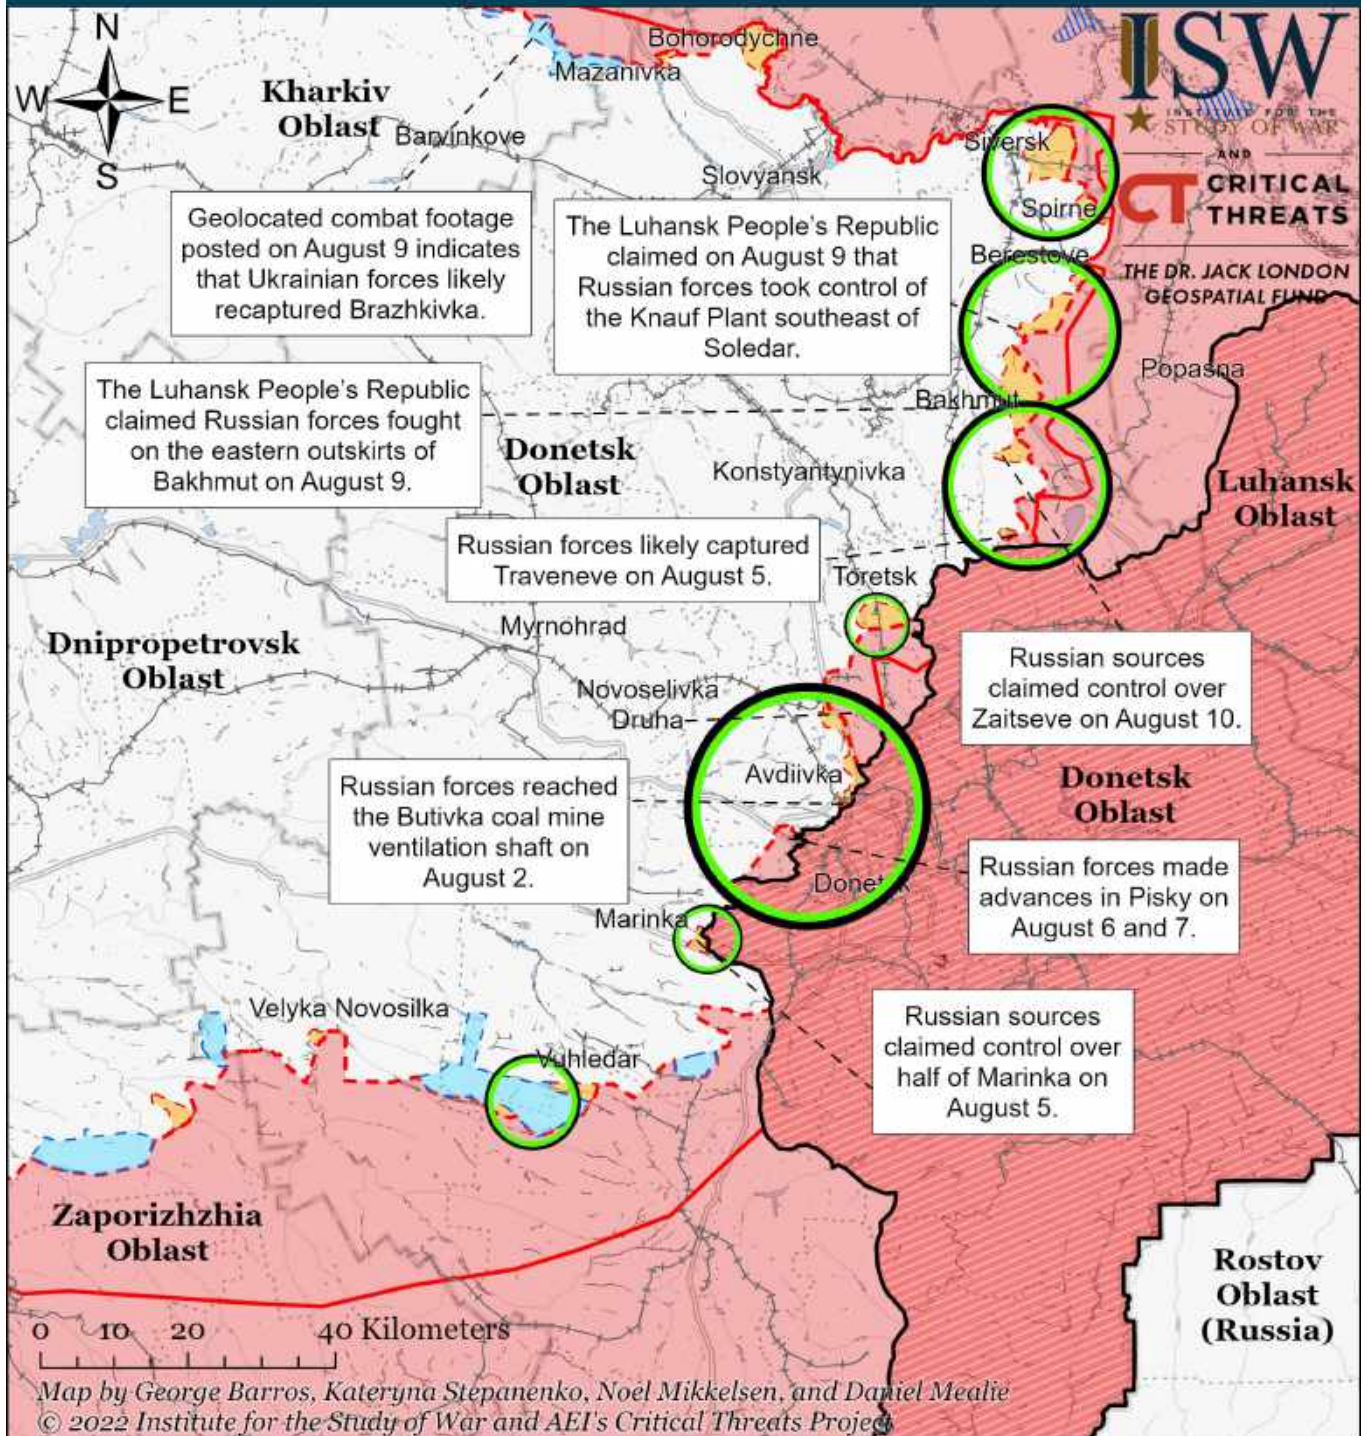 N
W
E
S
Kharkiv
Oblast
Barvinkove
Mazanivka
Bohorodychne
Slovyansk
Siversk
Spirne
Berestove
ISW
INSTITUTE FOR THE
STUDY OF WAR
AND
CT CRITICAL
THREATS
THE DR. JACK LONDON
GEOSPATIAL FUND
Geolocated combat footage
posted on August 9 indicates
that Ukrainian forces likely
recaptured Brazhkivka.
The Luhansk People's Republic
claimed on August 9 that
Russian forces took control of
the Knauf Plant southeast of
Soledar.
The Luhansk People's Republic
claimed Russian forces fought
on the eastern outskirts of
Bakhmut on August 9.
Popasna
Bakhmut
Donetsk
Oblast
Konstyantynivka
Luhansk
Oblast
Russian forces likely captured
Traveneve on August 5.
Toretsk
Myrnohrad
Dnipropetrovsk
Oblast
Russian sources
claimed control over
Zaitseve on August 10.
Novoselivka
Druha
Avdiivka
Donetsk
Oblast
Russian forces reached
the Butivka coal mine
ventilation shaft on
August 2.
Donetsk
Russian forces made
advances in Pisky on
August 6 and 7.
Marinka
Velyka Novosilka
Vuhledar
Russian sources
claimed control over
half of Marinka on
August 5.
Zaporizhzhia
Oblast
Rostov
Oblast
(Russia)
0 10 20 40 Kilometers
Map by George Barros, Kateryna Stepanenko, Noel Mikkelsen, and Daniel Mealie
© 2022 Institute for the Study of War and AEI's Critical Threats Project